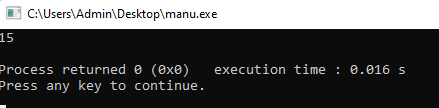 C:\Users\Admin\Desktop\manu.exe
15
Process returned 0 (0x0)   execution time : 0.016 s
Press any key to continue.